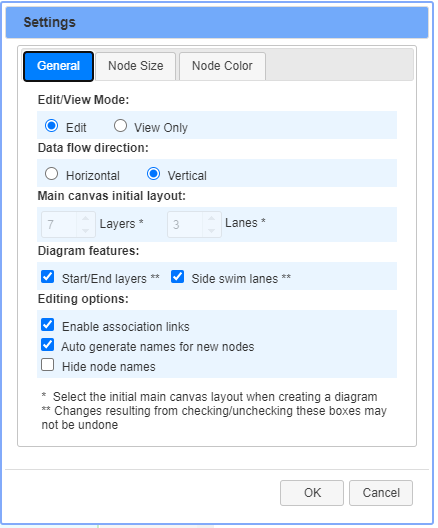 Settings
General Node Size Node Color
Edit/View Mode:
Edit View Only
Data flow direction:
Horizontal Vertical
Main canvas initial layout:
7 Layers * 3 Lanes *
Diagram features:
Start/End layers ** Side swim lanes **
Editing options:
Enable association links
Auto generate names for new nodes
Hide node names
* Select the initial main canvas layout when creating a diagram
** Changes resulting from checking/unchecking these boxes may
not be undone
OK Cancel